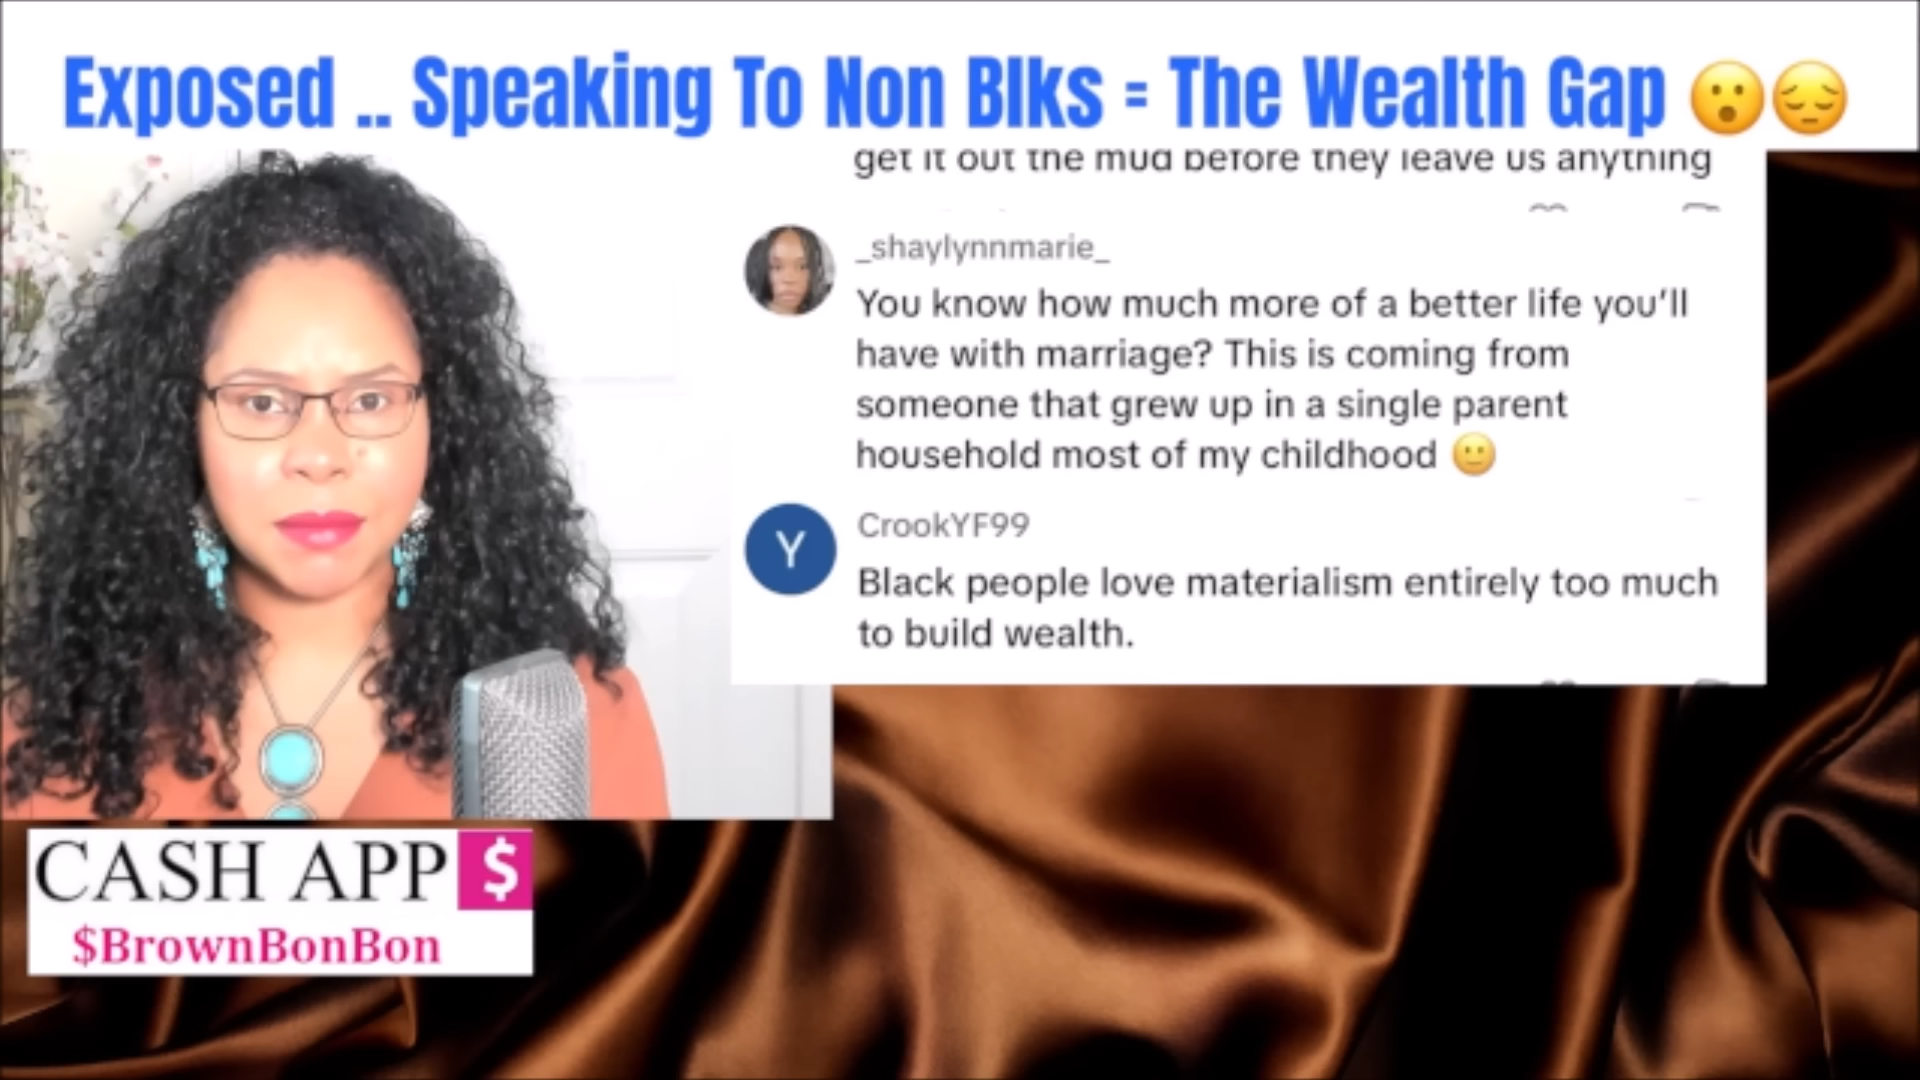 Exposed .. Speaking To Non Blks = The Wealth Gap 😮😔
get it out the mud before they leave us anything
_shaylynnmarie_
You know how much more of a better life you’ll
have with marriage? This is coming from
someone that grew up in a single parent
household most of my childhood 🙂
Y
CrookYF99
Black people love materialism entirely too much
to build wealth.
CASH APP $
$BrownBonBon